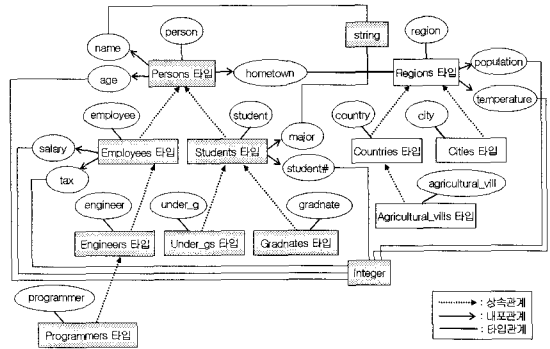 person
region
name
string
population
Persons 타입
hometown
Regions 타입
age
temperature
employee
student
country
city
salary
major
Employees 타입
Students 타입
Countries 타입
Cities 타입
tax
student#
agricultural_vill
engineer
under_g
gradnate
Agricultural_vills 타입
Engineers 타입
Under_gs 타입
Gradnates 타입
Integer
programmer
: 상속관계
: 내포관계
: 타입관계
Programmers 타입